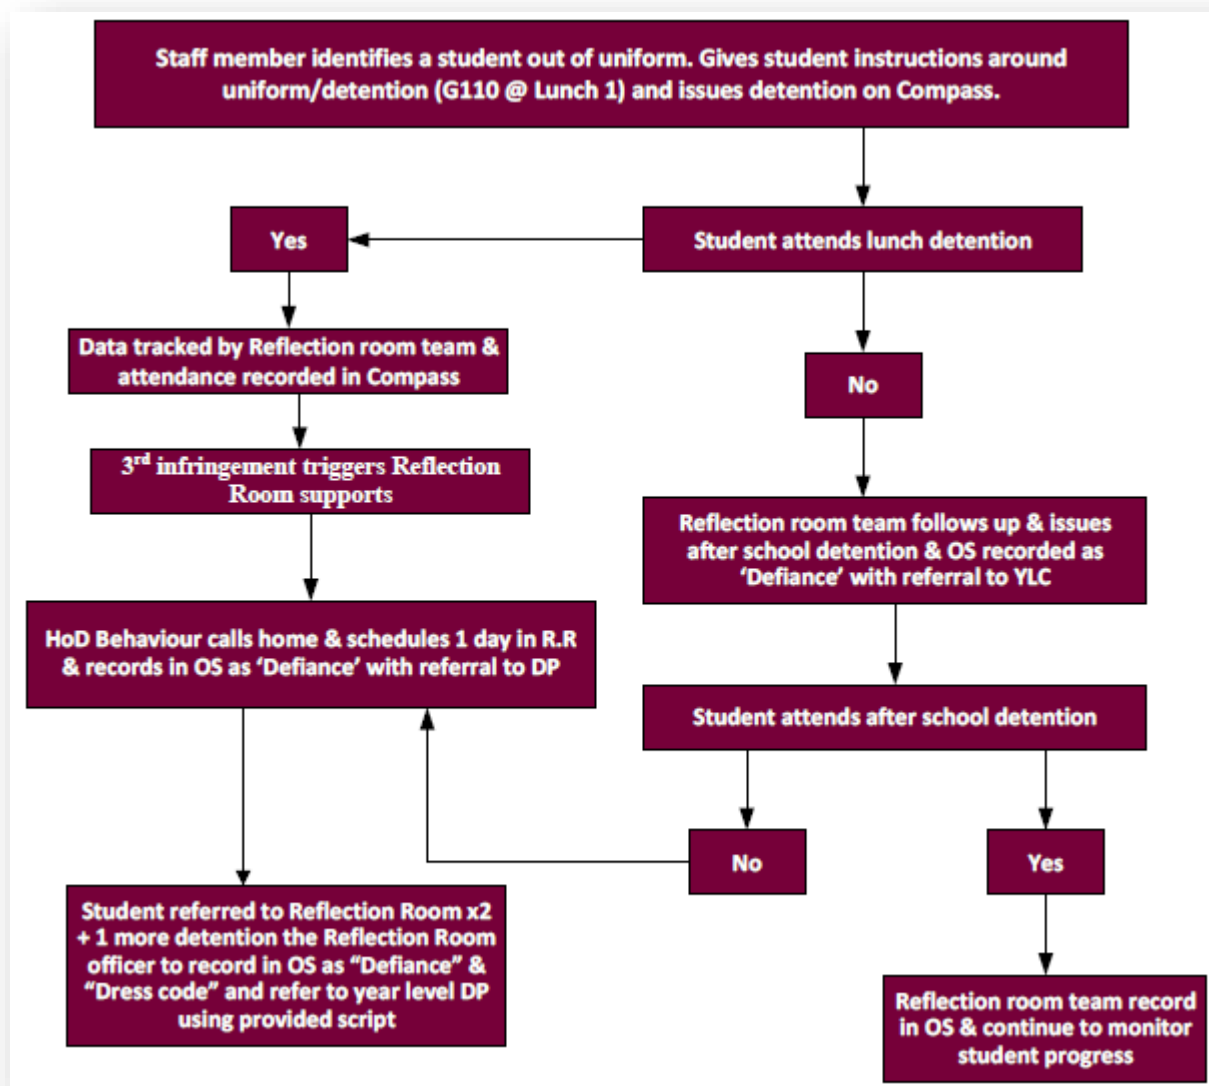 Staff member identifies a student out of uniform. Gives student instructions around
uniform/detention (G110 @ Lunch 1) and issues detention on Compass.
Yes
Student attends lunch detention
Data tracked by Reflection room team &
attendance recorded in Compass
No
3rd infringement triggers Reflection
Room supports
Reflection room team follows up & issues
after school detention & OS recorded as
‘Defiance’ with referral to YLC
HoD Behaviour calls home & schedules 1 day in R.R
& records in OS as ‘Defiance’ with referral to DP
Student attends after school detention
No
Yes
Student referred to Reflection Room x2
+ 1 more detention the Reflection Room
officer to record in OS as “Defiance” &
“Dress code” and refer to year level DP
using provided script
Reflection room team record
in OS & continue to monitor
student progress